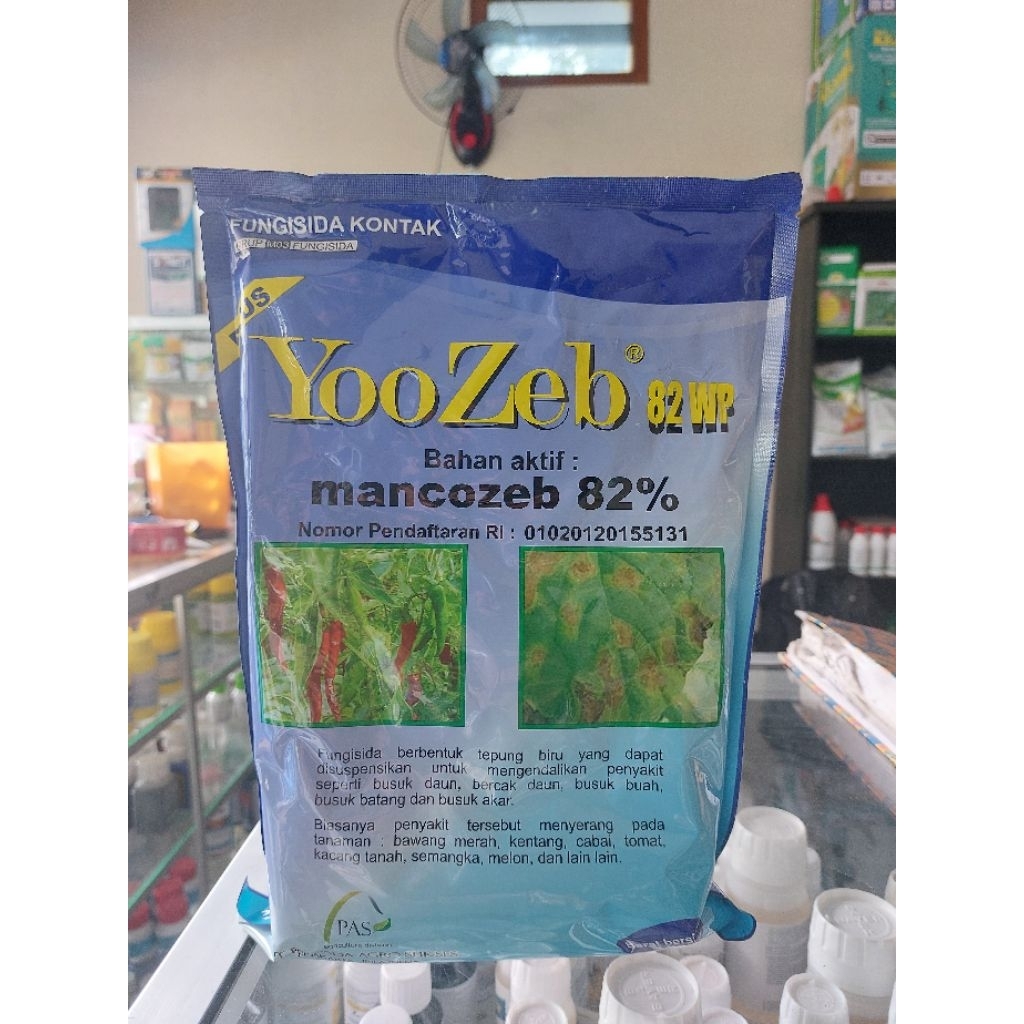 FUNGISIDA KONTAK
FUNGISIDA
YooZeb® 82 WP
Bahan aktif :
mancozeb 82%
Nomor Pendaftaran RI : 01020120155131
Fungisida berbentuk tepung biru yang dapat
disuspensikan untuk mengendalikan penyakit
seperti busuk daun, bercak daun, busuk buah,
busuk batang dan busuk akar.
Biasanya penyakit tersebut menyerang pada
tanaman : bawang merah, kentang, cabai, tomat,
kacang tanah, semangka, melon, dan lain lain.
PAS